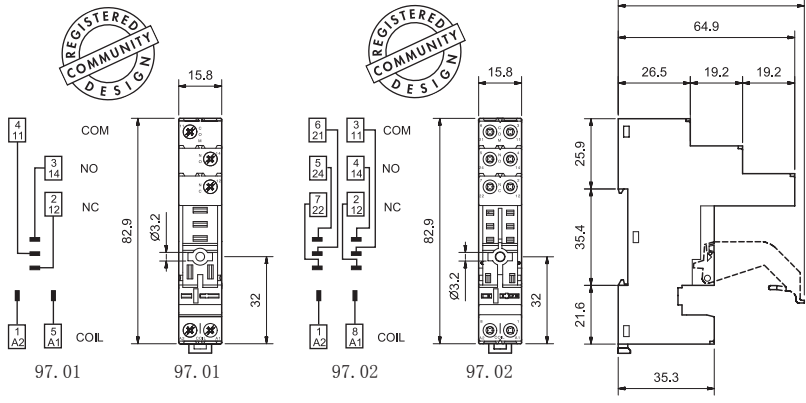 REGISTERED
COMMUNITY
DESIGN
4
11
COM
3
14
NO
2
12
NC
1
A2
5
A1
COIL
97.01
15.8
82.9
Ø3.2
32
97.01
REGISTERED
COMMUNITY
DESIGN
6
21
3
11
COM
5
24
4
14
NO
7
22
2
12
NC
1
A2
8
A1
COIL
97.02
15.8
82.9
Ø3.2
32
97.02
64.9
26.5
19.2
19.2
25.9
35.4
21.6
35.3